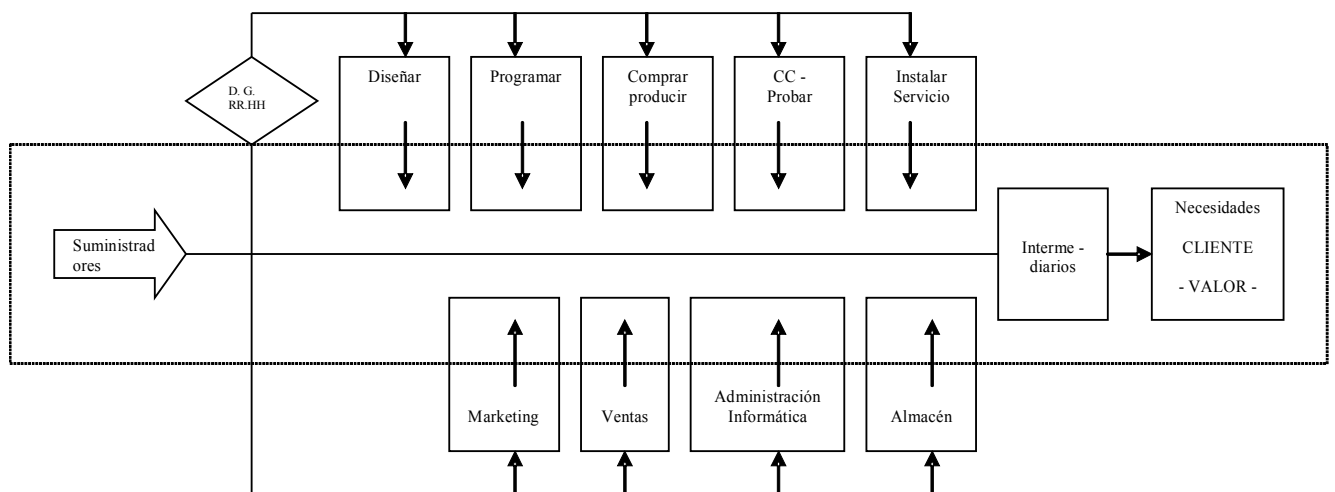 Diseñar
Programar
Comprar
producir
CC -
Probar
Instalar
Servicio
D. G.
RR.HH
Suministrad
ores
Interme -
diarios
Necesidades
CLIENTE
- VALOR -
Marketing
Ventas
Administración
Informática
Almacén